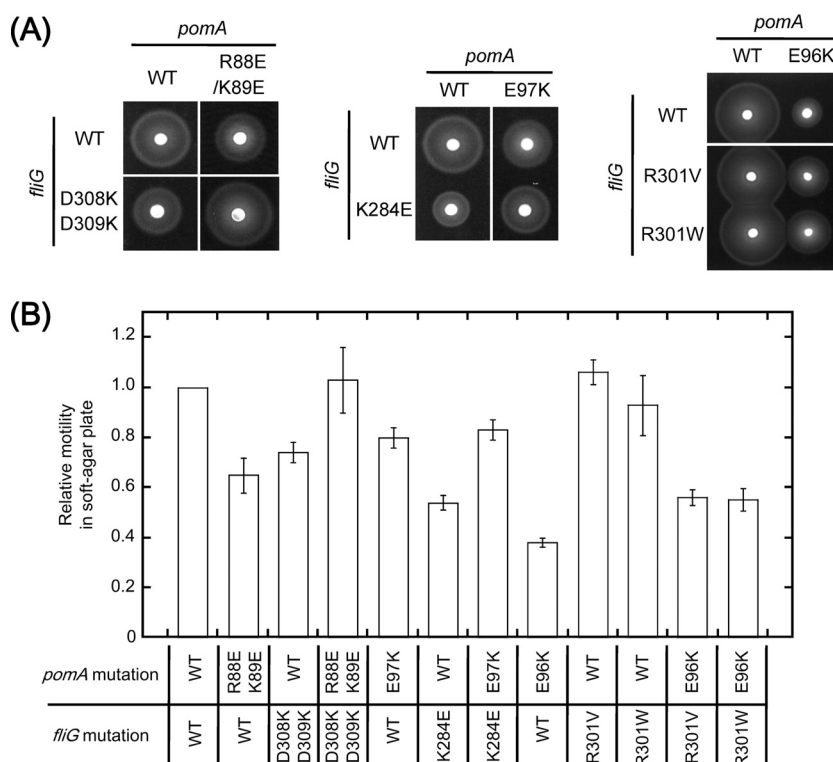 (A)
pomA
WT
R88E
/K89E
fliG
WT
D308K
D309K
pomA
WT E97K
fliG
WT
K284E
pomA
WT E96K
fliG
WT
R301V
R301W
(B)
Relative motility
in soft-agar plate
1.2
1.0
0.8
0.6
0.4
0.2
0
pomA mutation
WT
R88E
K89E
WT
R88E
K89E
E97K
WT
E97K
E96K
WT
WT
E96K
E96K
fliG mutation
WT
WT
D308K
D309K
D308K
D309K
WT
K284E
K284E
WT
R301V
R301W
R301V
R301W